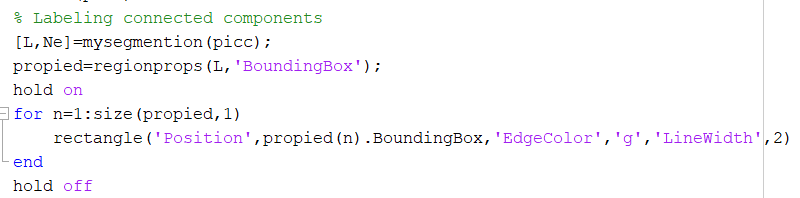 % Labeling connected components
[L,Ne]=mysegmention(picc);
propied=regionprops(L,'BoundingBox');
hold on
for n=1:size(propied,1)
    rectangle('Position',propied(n).BoundingBox,'EdgeColor','g','LineWidth',2)
end
hold off